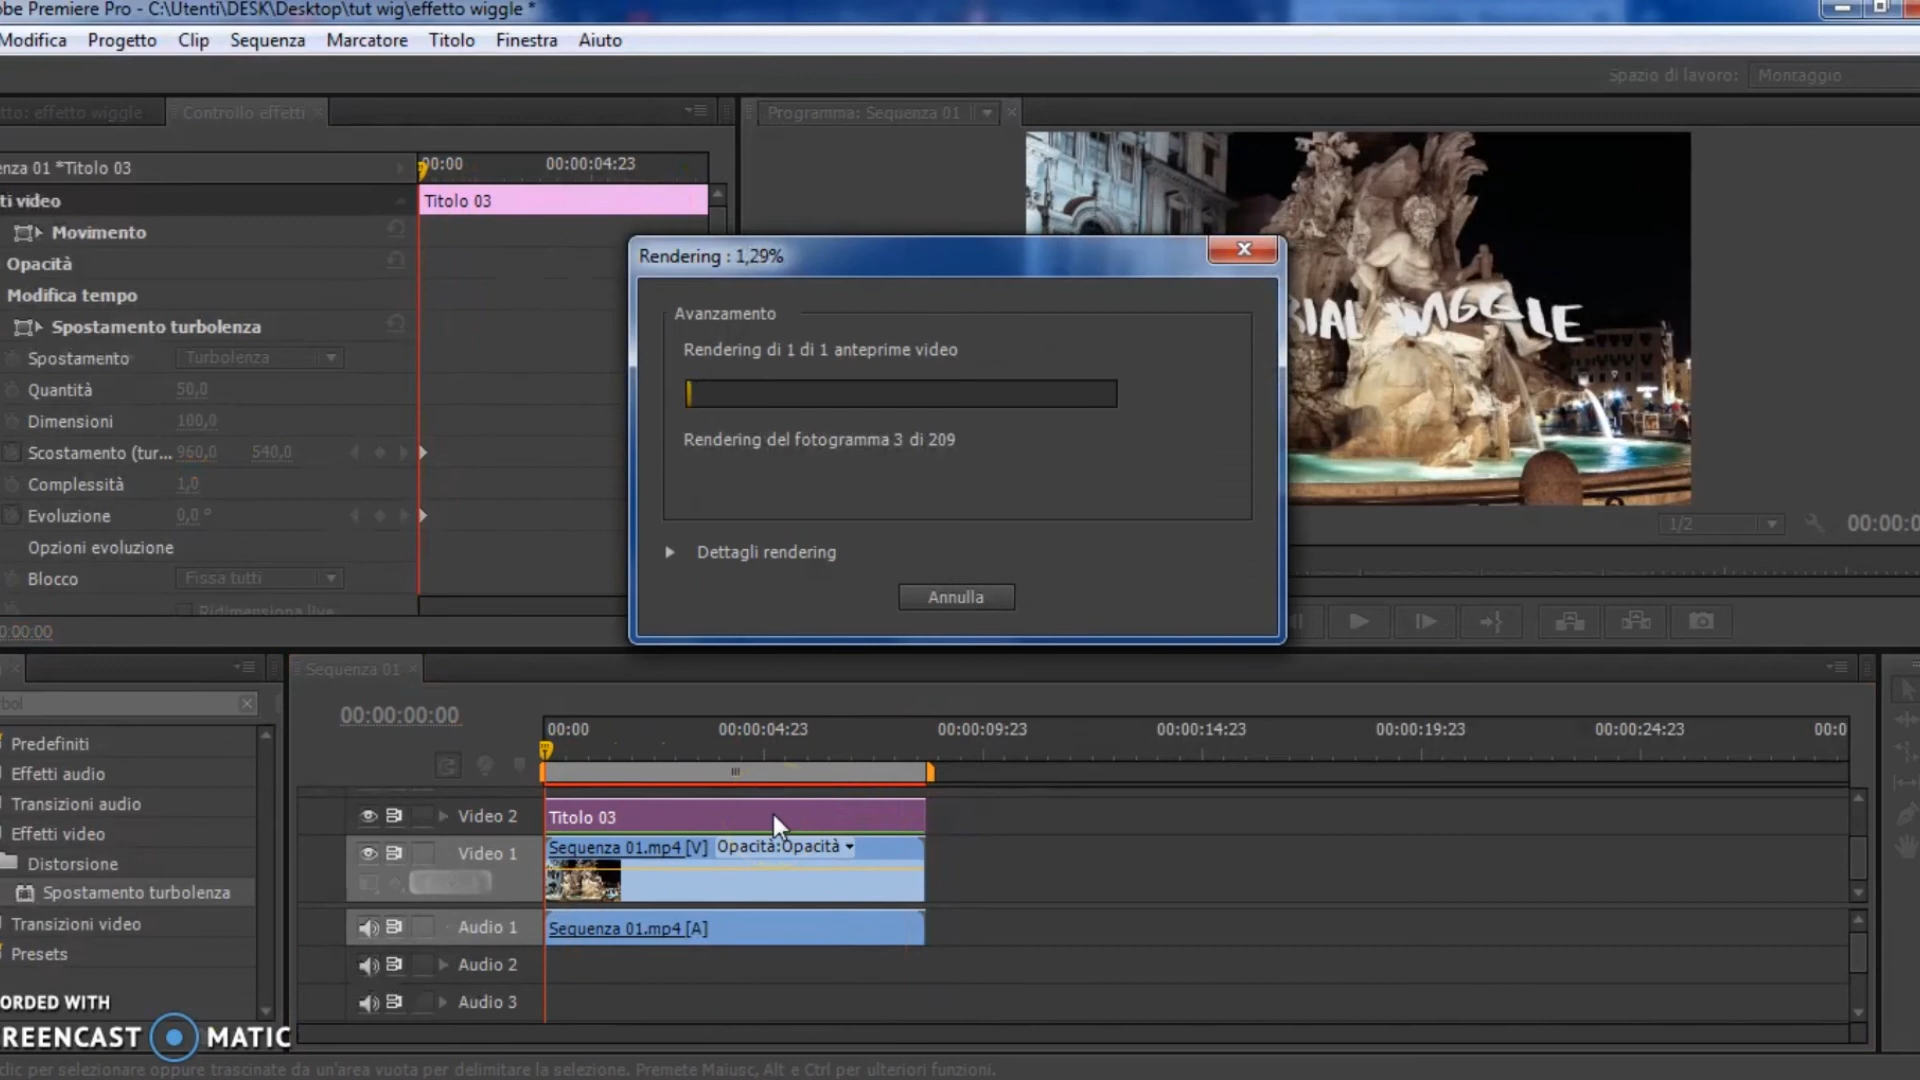 obe Premiere Pro - C:\Utenti\DESK\Desktop\tut wig\effetto wiggle *
Modifica Progetto Clip Sequenza Marcatore Titolo Finestra Aiuto
Spazio di lavoro: Montaggio
tto: effetto wiggle Controllo effetti
Programma: Sequenza 01
nza 01 *Titolo 03
00:00 00:00:04:23
ti video
Titolo 03
Movimento
Opacità
Modifica tempo
Spostamento turbolenza
Spostamento Turbolenza
Quantità 50,0
Dimensioni 100,0
Scostamento (tur... 960,0 540,0
Complessità 1,0
Evoluzione 0,0 °
Opzioni evoluzione
Blocco Fissa tutti
Ridimensiona live
0:00:00
Rendering : 1,29%
Avanzamento
Rendering di 1 di 1 anteprime video
Rendering del fotogramma 3 di 209
Dettagli rendering
Annulla
RIAL WIGGLE
1/2 00:00:0
Sequenza 01
bol
00:00:00:00
00:00 00:00:04:23 00:00:09:23 00:00:14:23 00:00:19:23 00:00:24:23 00:0
Predefiniti
Effetti audio
Transizioni audio
Effetti video
Distorsione
Spostamento turbolenza
Transizioni video
Presets
Video 2 Titolo 03
Video 1 Sequenza 01.mp4 [V] Opacità:Opacità
Audio 1 Sequenza 01.mp4 [A]
Audio 2
Audio 3
ORDED WITH
REENCAST MATIC
clic per selezionare oppure trascinate da un'area vuota per delimitare la selezione. Premete Maiusc, Alt e Ctrl per ulteriori funzioni.